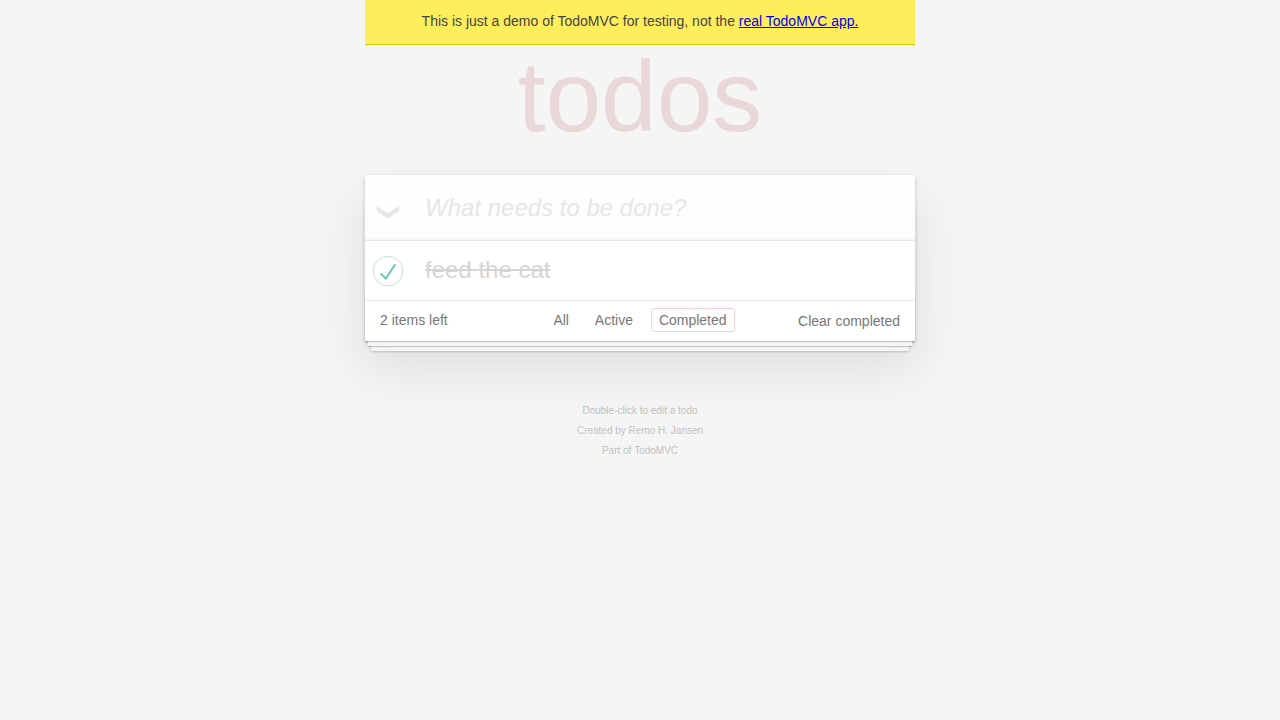 This is just a demo of TodoMVC for testing, not the real TodoMVC app.
todos
What needs to be done?
feed the cat
2 items left All Active Completed Clear completed
Double-click to edit a todo
Created by Remo H. Jansen
Part of TodoMVC